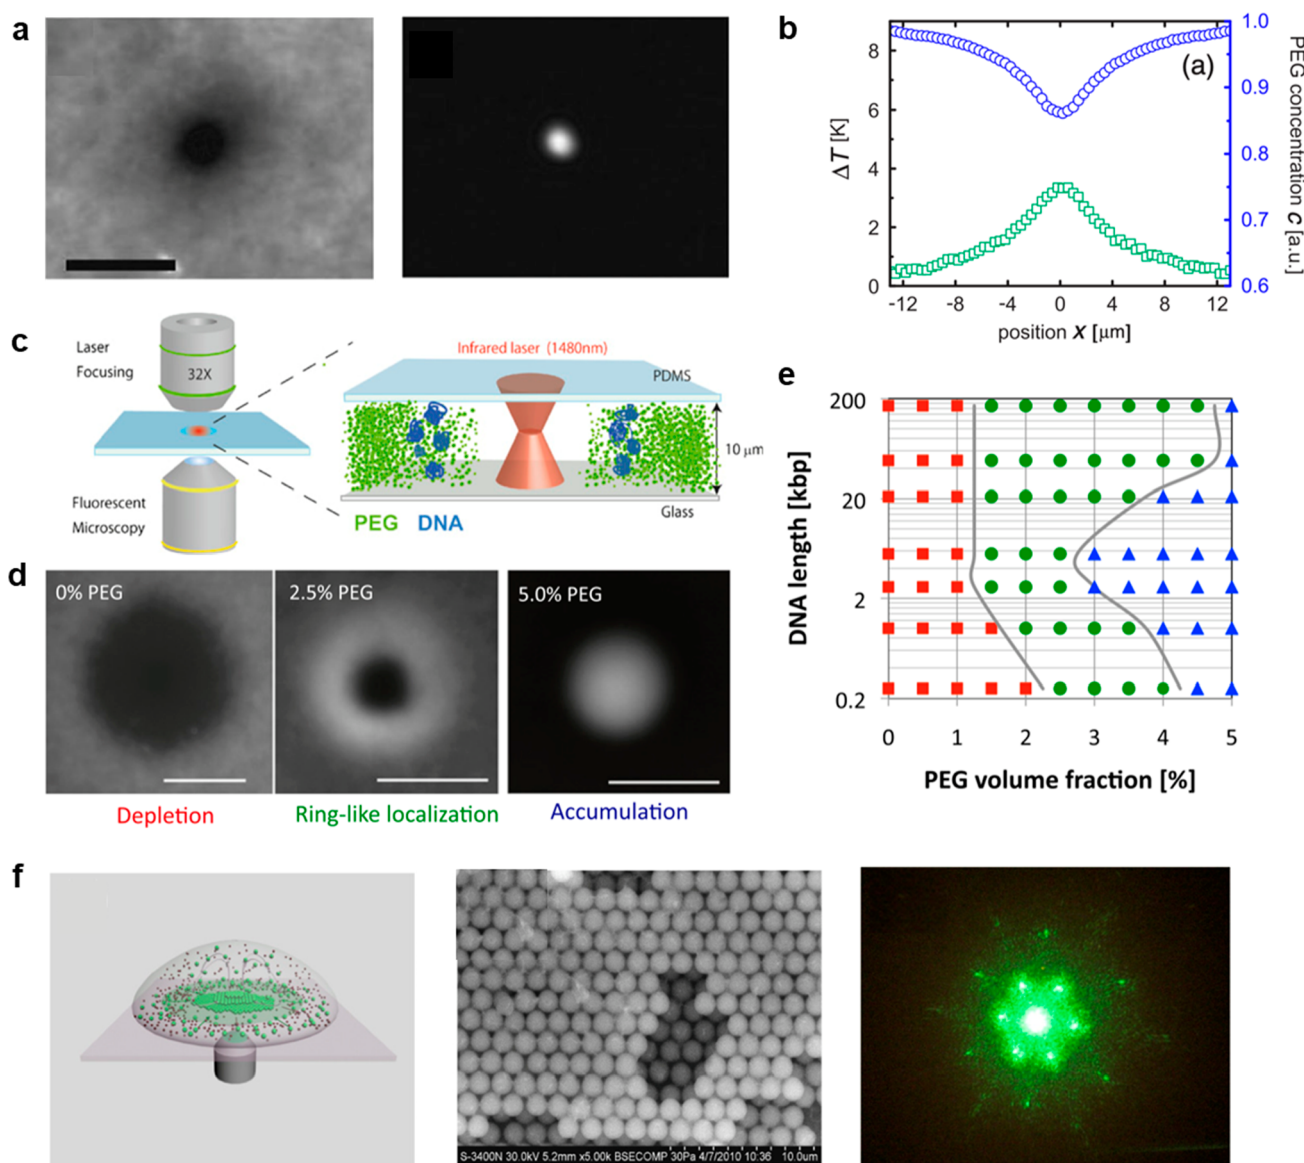 a
b
8
6
4
2
0
ΔT [K]
(a)
1.0
0.9
0.8
0.7
0.6
PEG concentration c [a.u.]
-12 -8 -4 0 4 8 12
position x [μm]
c
Laser
Focusing
32X
Fluorescent
Microscopy
Infrared laser (1480nm)
PDMS
10 μm
Glass
PEG DNA
d
0% PEG
2.5% PEG
5.0% PEG
Depletion
Ring-like localization
Accumulation
e
200
20
2
0.2
DNA length [kbp]
0 1 2 3 4 5
PEG volume fraction [%]
f
S-3400N 30.0kV 5.2mm x5.00k BSECOMP 30Pa 4/7/2010 10:36 10.0um